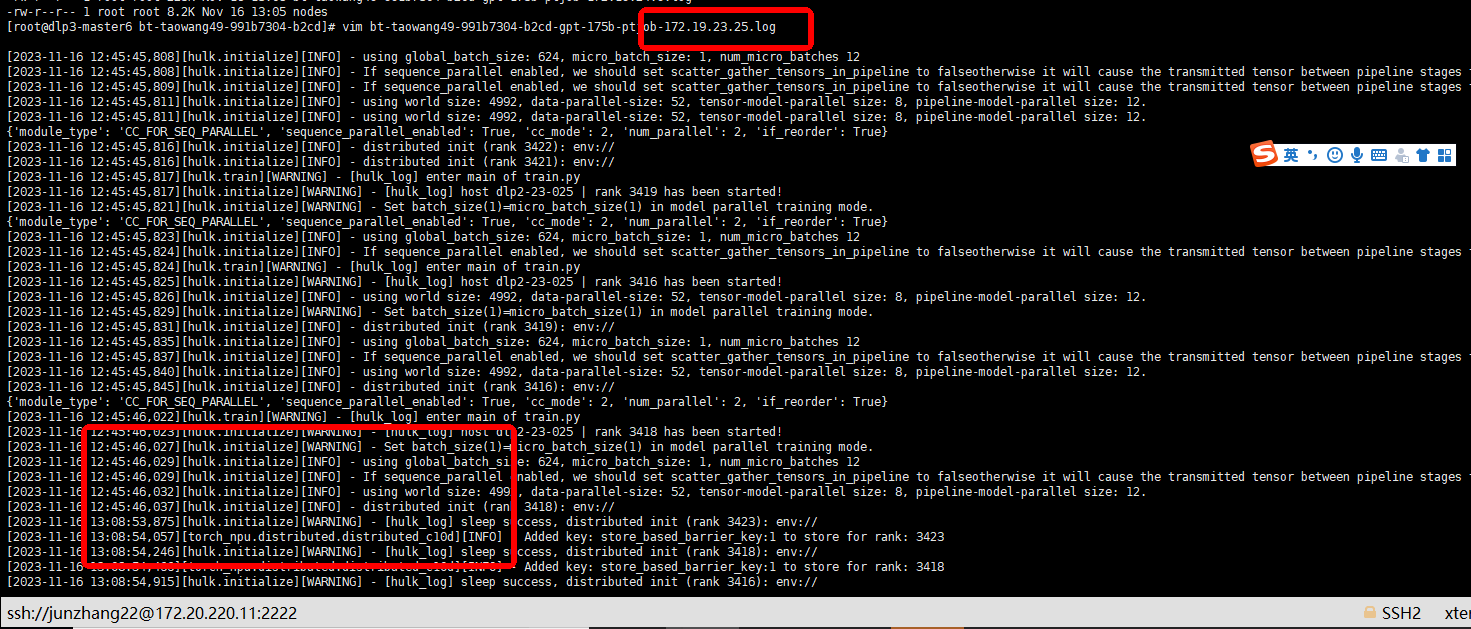 -rw-r--r-- 1 root root 8.2K Nov 16 13:05 nodes
[root@dlp3-master6 bt-taowang49-991b7304-b2cd]# vim bt-taowang49-991b7304-b2cd-gpt-175b-ptjob-172.19.23.25.log
[2023-11-16 12:45:45,808][hulk.initialize][INFO] - using global_batch_size: 624, micro_batch_size: 1, num_micro_batches 12
[2023-11-16 12:45:45,808][hulk.initialize][INFO] - If sequence_parallel enabled, we should set scatter_gather_tensors_in_pipeline to falseotherwise it will cause the transmitted tensor between pipeline stages
[2023-11-16 12:45:45,809][hulk.initialize][INFO] - If sequence_parallel enabled, we should set scatter_gather_tensors_in_pipeline to falseotherwise it will cause the transmitted tensor between pipeline stages
[2023-11-16 12:45:45,811][hulk.initialize][INFO] - using world size: 4992, data-parallel-size: 52, tensor-model-parallel size: 8, pipeline-model-parallel size: 12.
[2023-11-16 12:45:45,811][hulk.initialize][INFO] - using world size: 4992, data-parallel-size: 52, tensor-model-parallel size: 8, pipeline-model-parallel size: 12.
{'module_type': 'CC_FOR_SEQ_PARALLEL', 'sequence_parallel_enabled': True, 'cc_mode': 2, 'num_parallel': 2, 'if_reorder': True}
[2023-11-16 12:45:45,816][hulk.initialize][INFO] - distributed init (rank 3422): env://
[2023-11-16 12:45:45,816][hulk.initialize][INFO] - distributed init (rank 3421): env://
英
[2023-11-16 12:45:45,817][hulk.train][WARNING] - [hulk_log] enter main of train.py
[2023-11-16 12:45:45,817][hulk.initialize][WARNING] - [hulk_log] host dlp2-23-025 | rank 3419 has been started!
[2023-11-16 12:45:45,821][hulk.initialize][WARNING] - Set batch_size(1)=micro_batch_size(1) in model parallel training mode.
{'module_type': 'CC_FOR_SEQ_PARALLEL', 'sequence_parallel_enabled': True, 'cc_mode': 2, 'num_parallel': 2, 'if_reorder': True}
[2023-11-16 12:45:45,823][hulk.initialize][INFO] - using global_batch_size: 624, micro_batch_size: 1, num_micro_batches 12
[2023-11-16 12:45:45,824][hulk.initialize][INFO] - If sequence_parallel enabled, we should set scatter_gather_tensors_in_pipeline to falseotherwise it will cause the transmitted tensor between pipeline stages
[2023-11-16 12:45:45,824][hulk.train][WARNING] - [hulk_log] enter main of train.py
[2023-11-16 12:45:45,825][hulk.initialize][WARNING] - [hulk_log] host dlp2-23-025 | rank 3416 has been started!
[2023-11-16 12:45:45,826][hulk.initialize][INFO] - using world size: 4992, data-parallel-size: 52, tensor-model-parallel size: 8, pipeline-model-parallel size: 12.
[2023-11-16 12:45:45,829][hulk.initialize][WARNING] - Set batch_size(1)=micro_batch_size(1) in model parallel training mode.
[2023-11-16 12:45:45,831][hulk.initialize][INFO] - distributed init (rank 3419): env://
[2023-11-16 12:45:45,835][hulk.initialize][INFO] - using global_batch_size: 624, micro_batch_size: 1, num_micro_batches 12
[2023-11-16 12:45:45,837][hulk.initialize][INFO] - If sequence_parallel enabled, we should set scatter_gather_tensors_in_pipeline to falseotherwise it will cause the transmitted tensor between pipeline stages
[2023-11-16 12:45:45,840][hulk.initialize][INFO] - using world size: 4992, data-parallel-size: 52, tensor-model-parallel size: 8, pipeline-model-parallel size: 12.
[2023-11-16 12:45:45,845][hulk.initialize][INFO] - distributed init (rank 3416): env://
{'module_type': 'CC_FOR_SEQ_PARALLEL', 'sequence_parallel_enabled': True, 'cc_mode': 2, 'num_parallel': 2, 'if_reorder': True}
[2023-11-16 12:45:46,022][hulk.train][WARNING] - [hulk_log] enter main of train.py
[2023-11-16 12:45:46,023][hulk.initialize][WARNING] - [hulk_log] host dlp2-23-025 | rank 3418 has been started!
[2023-11-16 12:45:46,027][hulk.initialize][WARNING] - Set batch_size(1)=micro_batch_size(1) in model parallel training mode.
[2023-11-16 12:45:46,029][hulk.initialize][INFO] - using global_batch_size: 624, micro_batch_size: 1, num_micro_batches 12
[2023-11-16 12:45:46,029][hulk.initialize][INFO] - If sequence_parallel enabled, we should set scatter_gather_tensors_in_pipeline to falseotherwise it will cause the transmitted tensor between pipeline stages
[2023-11-16 12:45:46,032][hulk.initialize][INFO] - using world size: 4992, data-parallel-size: 52, tensor-model-parallel size: 8, pipeline-model-parallel size: 12.
[2023-11-16 12:45:46,037][hulk.initialize][INFO] - distributed init (rank 3418): env://
[2023-11-16 13:08:53,875][hulk.initialize][WARNING] - [hulk_log] sleep success, distributed init (rank 3423): env://
[2023-11-16 13:08:54,057][torch_npu.distributed.distributed_c10d][INFO] - Added key: store_based_barrier_key:1 to store for rank: 3423
[2023-11-16 13:08:54,246][hulk.initialize][WARNING] - [hulk_log] sleep success, distributed init (rank 3418): env://
[2023-11-16 [torch_npu.distributed.distributed_c10d][INFO] - Added key: store_based_barrier_key:1 to store for rank: 3418
[2023-11-16 13:08:54,915][hulk.initialize][WARNING] - [hulk_log] sleep success, distributed init (rank 3416): env://
ssh://junzhang22@172.20.220.11:2222
SSH2
xter